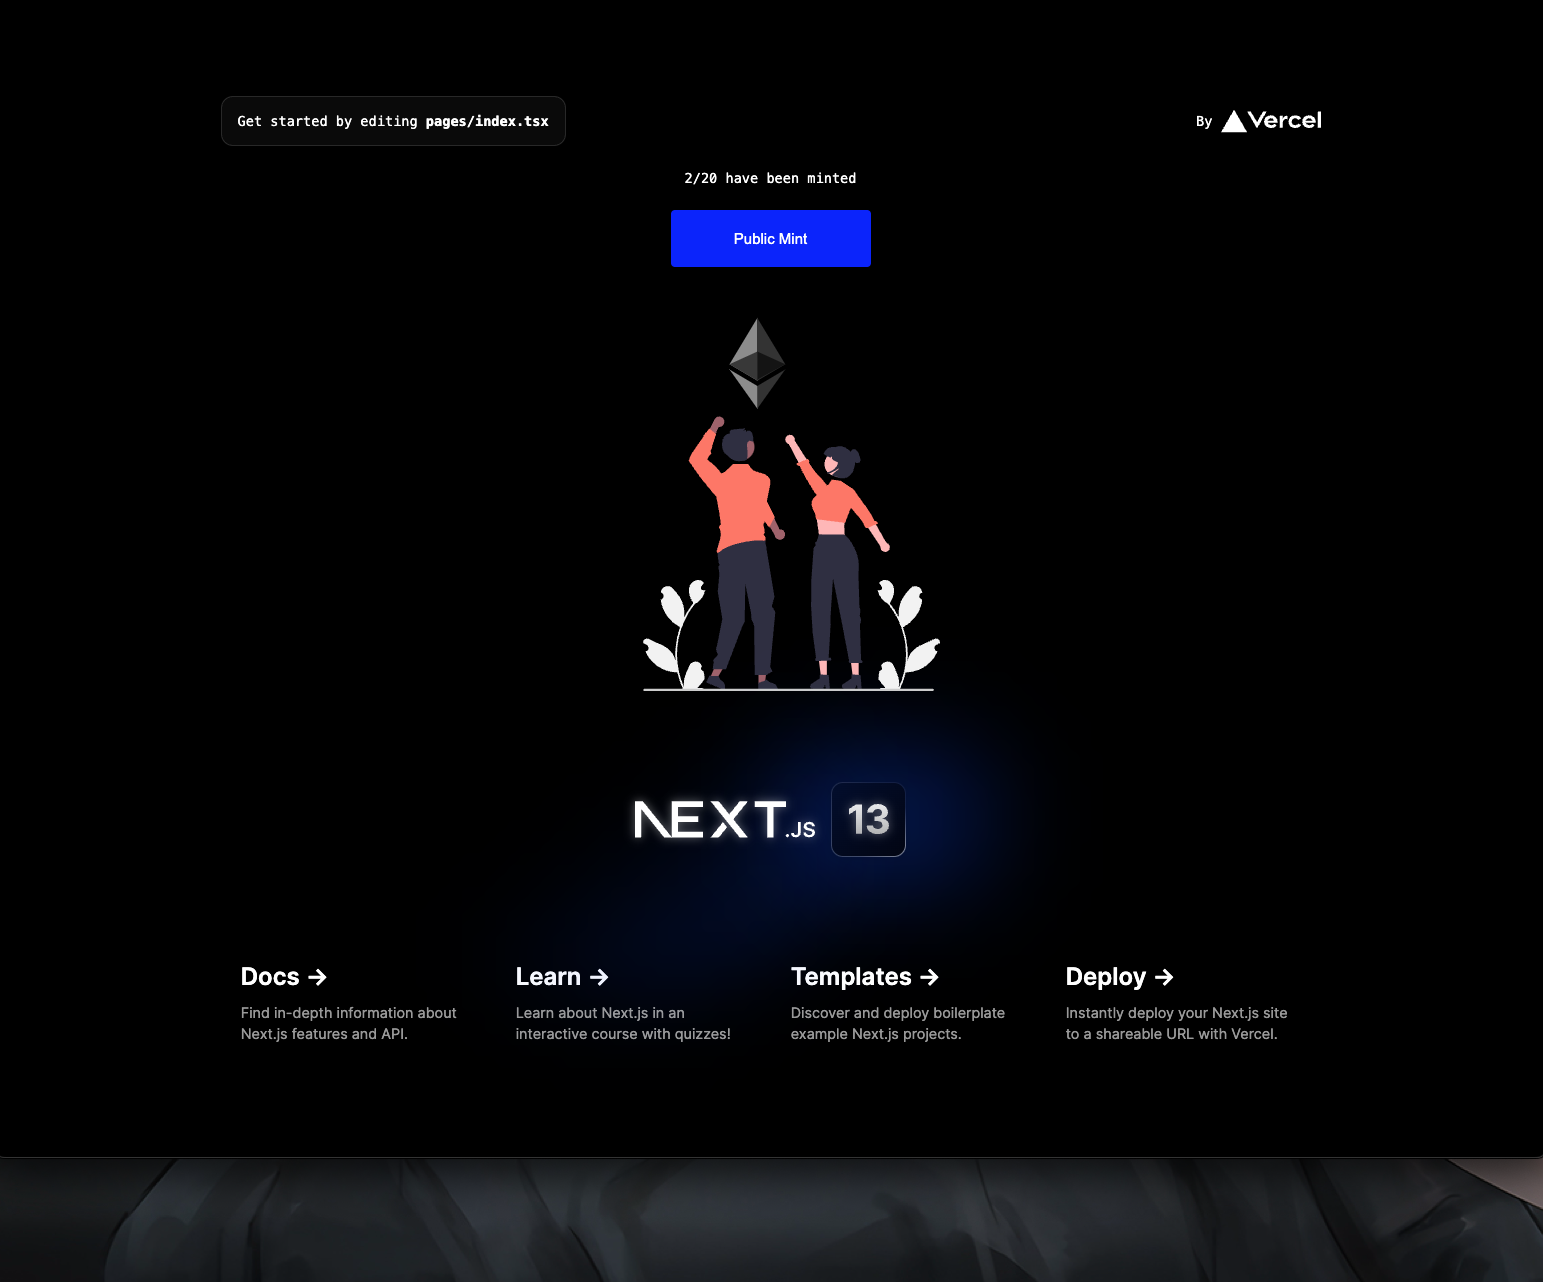 Get started by editing pages/index.tsx
By Vercel
2/20 have been minted
Public Mint
NEXT.JS 13
Docs →
Find in-depth information about
Next.js features and API.
Learn →
Learn about Next.js in an
interactive course with quizzes!
Templates →
Discover and deploy boilerplate
example Next.js projects.
Deploy →
Instantly deploy your Next.js site
to a shareable URL with Vercel.